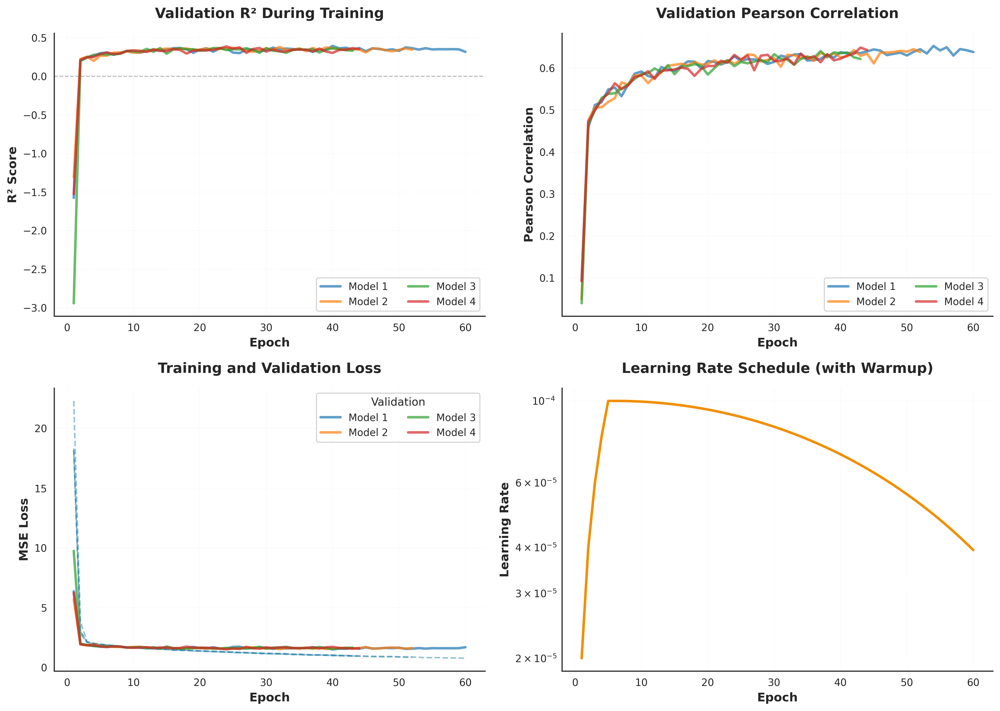 Validation R² During Training
R² Score
0.5
0.0
−0.5
−1.0
−1.5
−2.0
−2.5
−3.0
Model 1 Model 3
Model 2 Model 4
0 10 20 30 40 50 60
Epoch
Validation Pearson Correlation
Pearson Correlation
0.6
0.5
0.4
0.3
0.2
0.1
Model 1 Model 3
Model 2 Model 4
0 10 20 30 40 50 60
Epoch
Training and Validation Loss
MSE Loss
20
15
10
5
0
Validation
Model 1 Model 3
Model 2 Model 4
0 10 20 30 40 50 60
Epoch
Learning Rate Schedule (with Warmup)
Learning Rate
10⁻⁴
6 × 10⁻⁵
4 × 10⁻⁵
3 × 10⁻⁵
2 × 10⁻⁵
0 10 20 30 40 50 60
Epoch